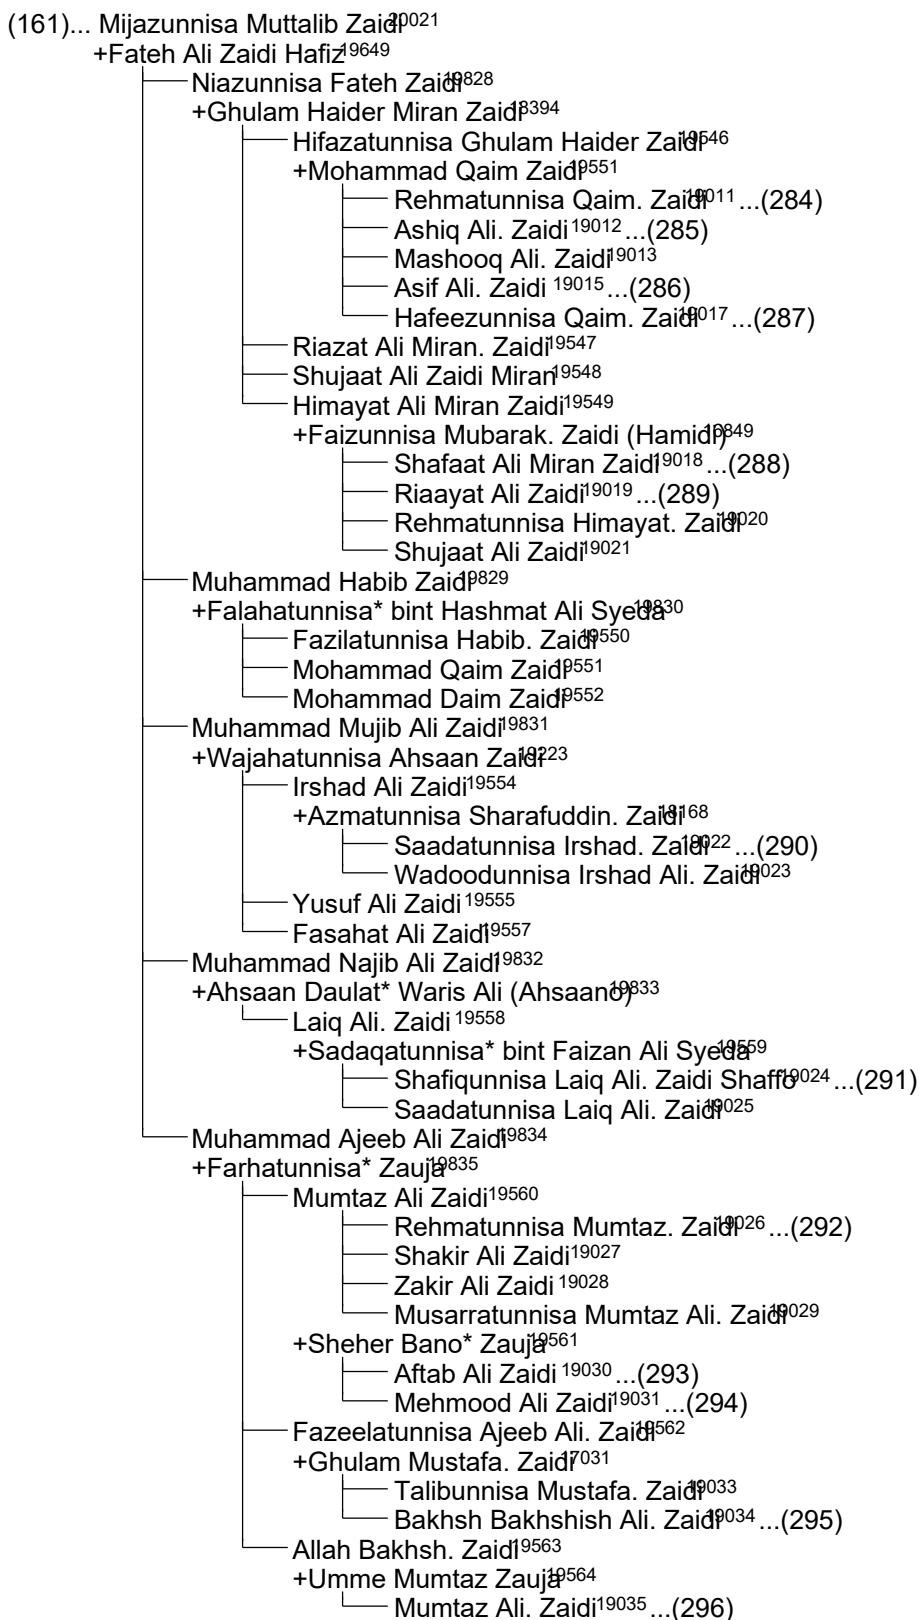 (161)... Mijazunnisa Muttalib Zaidi20021
+Fateh Ali Zaidi Hafiz19649
Niazunnisa Fateh Zaidi19828
+Ghulam Haider Miran Zaidi18394
Hifazatunnisa Ghulam Haider Zaidi19546
+Mohammad Qaim Zaidi19551
Rehmatunnisa Qaim. Zaidi19011 ...(284)
Ashiq Ali. Zaidi19012 ...(285)
Mashooq Ali. Zaidi19013
Asif Ali. Zaidi 19015 ...(286)
Hafeezunnisa Qaim. Zaidi19017 ...(287)
Riazat Ali Miran. Zaidi19547
Shujaat Ali Zaidi Miran19548
Himayat Ali Miran Zaidi19549
+Faizunnisa Mubarak. Zaidi (Hamidi)16849
Shafaat Ali Miran Zaidi19018 ...(288)
Riaayat Ali Zaidi19019 ...(289)
Rehmatunnisa Himayat. Zaidi19020
Shujaat Ali Zaidi19021
Muhammad Habib Zaidi19829
+Falahatunnisa* bint Hashmat Ali Syeda19830
Fazilatunnisa Habib. Zaidi19550
Mohammad Qaim Zaidi19551
Mohammad Daim Zaidi19552
Muhammad Mujib Ali Zaidi19831
+Wajahatunnisa Ahsaan Zaidi19223
Irshad Ali Zaidi19554
+Azmatunnisa Sharafuddin. Zaidi18168
Saadatunnisa Irshad. Zaidi19022 ...(290)
Wadoodunnisa Irshad Ali. Zaidi19023
Yusuf Ali Zaidi 19555
Fasahat Ali Zaidi19557
Muhammad Najib Ali Zaidi19832
+Ahsaan Daulat* Waris Ali (Ahsaano)19833
Laiq Ali. Zaidi 19558
+Sadaqatunnisa* bint Faizan Ali Syeda19559
Shafiqunnisa Laiq Ali. Zaidi Shaffo19024 ...(291)
Saadatunnisa Laiq Ali. Zaidi19025
Muhammad Ajeeb Ali Zaidi19834
+Farhatunnisa* Zauja19835
Mumtaz Ali Zaidi19560
Rehmatunnisa Mumtaz. Zaidi19026 ...(292)
Shakir Ali Zaidi19027
Zakir Ali Zaidi 19028
Musarratunnisa Mumtaz Ali. Zaidi19029
+Sheher Bano* Zauja19561
Aftab Ali Zaidi 19030 ...(293)
Mehmood Ali Zaidi19031 ...(294)
Fazeelatunnisa Ajeeb Ali. Zaidi19562
+Ghulam Mustafa. Zaidi17031
Talibunnisa Mustafa. Zaidi19033
Bakhsh Bakhshish Ali. Zaidi19034 ...(295)
Allah Bakhsh. Zaidi19563
+Umme Mumtaz Zauja19564
Mumtaz Ali. Zaidi19035 ...(296)